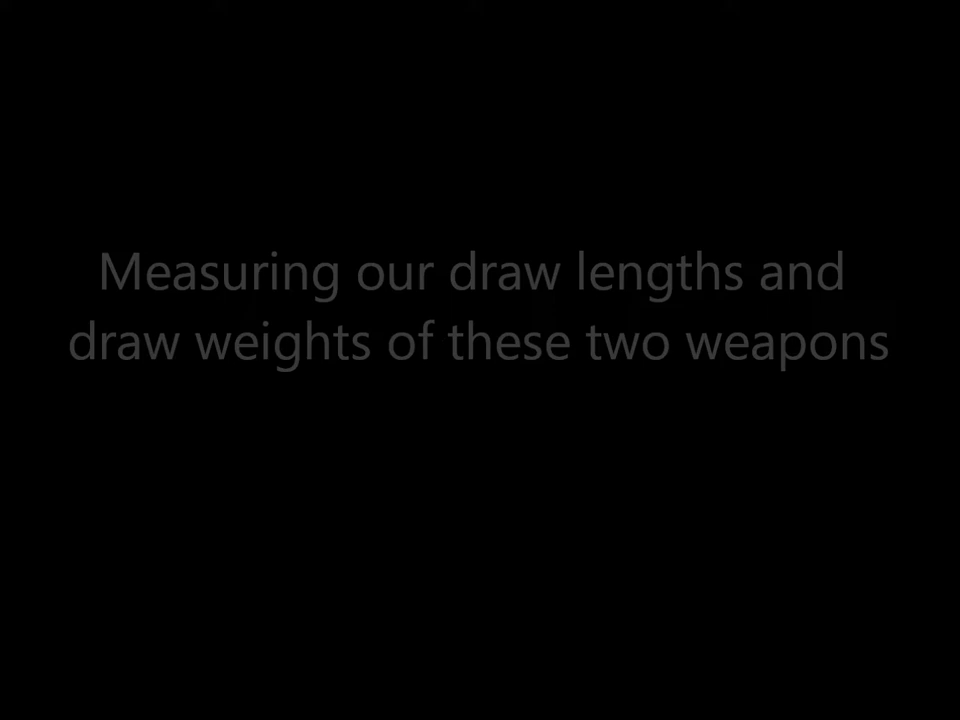 Measuring our draw lengths and
draw weights of these two weapons